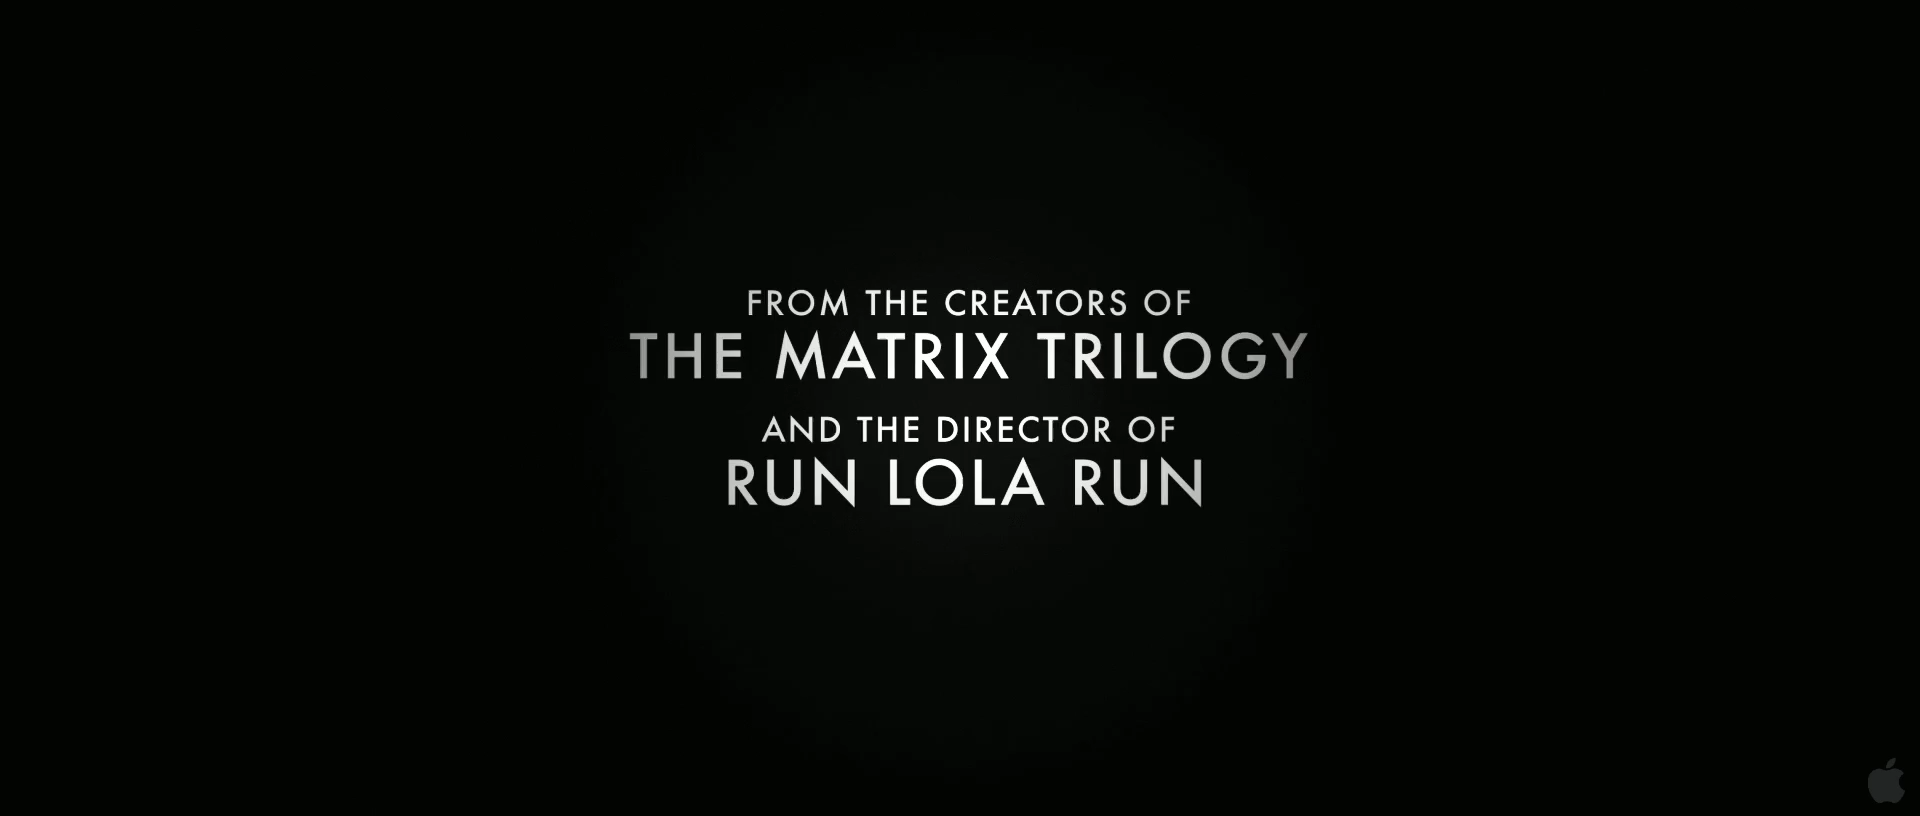 FROM THE CREATORS OF
THE MATRIX TRILOGY
AND THE DIRECTOR OF
RUN LOLA RUN